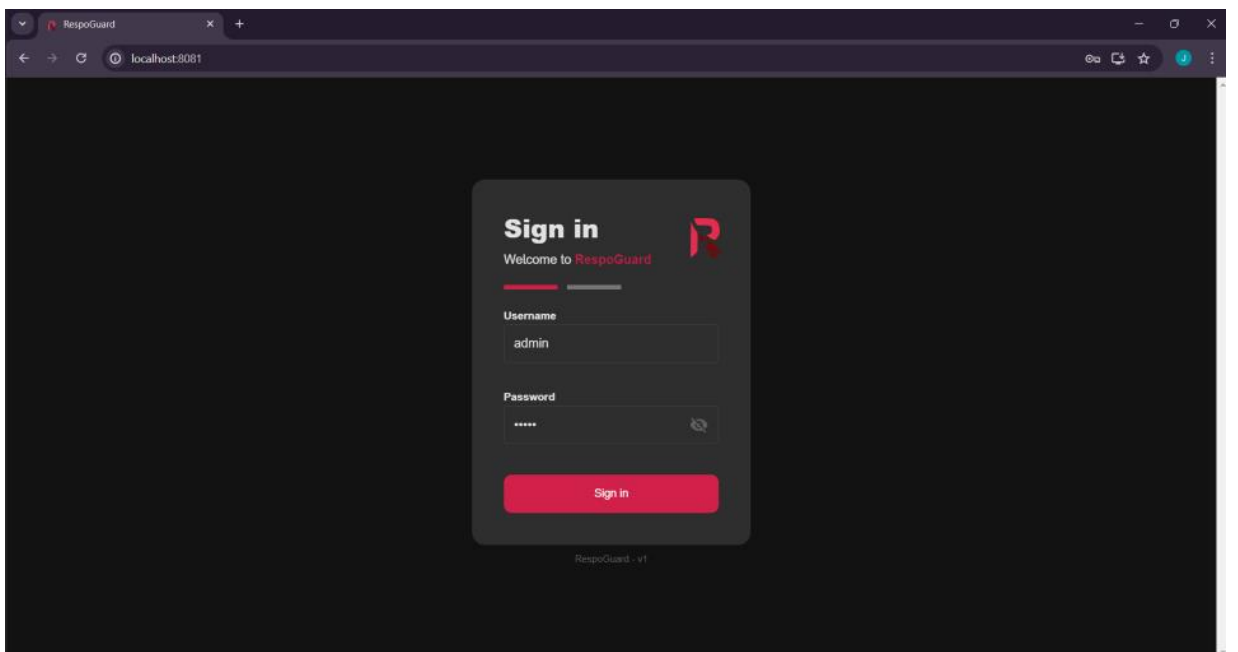 RespoGuard
localhost:8081
J
Sign in
Welcome to RespoGuard
Username
admin
Password
•••••
Sign in
RespoGuard - v1